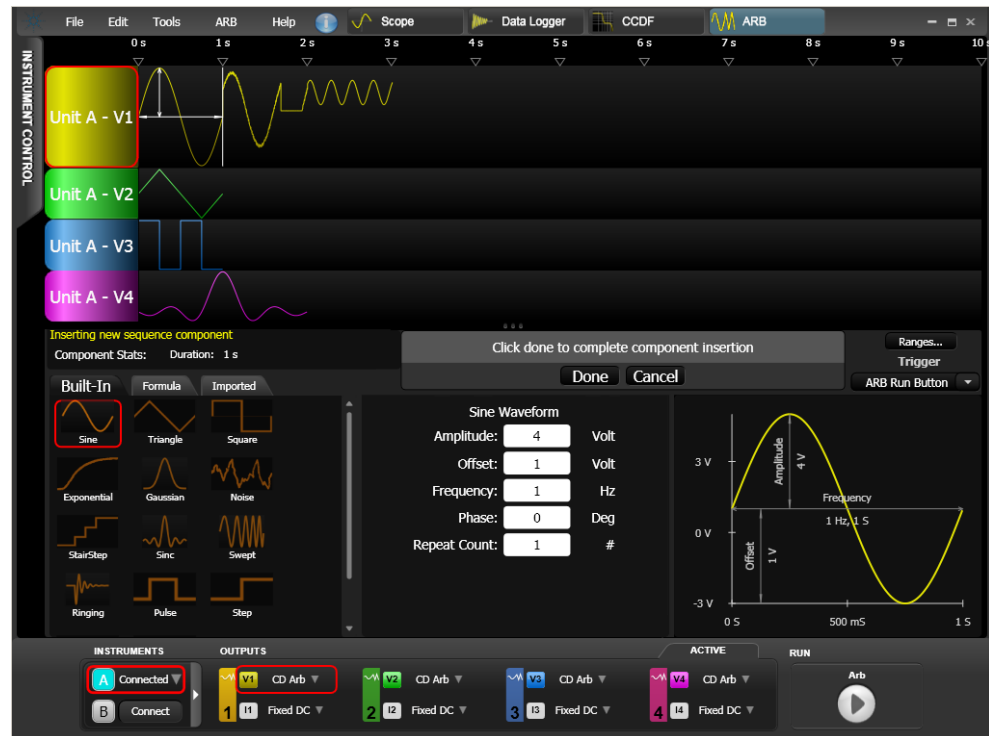 File Edit Tools ARB Help Scope Data Logger CCDF ARB
INSTRUMENT CONTROL
0 s 1 s 2 s 3 s 4 s 5 s 6 s 7 s 8 s 9 s 10
Unit A - V1
Unit A - V2
Unit A - V3
Unit A - V4
Inserting new sequence component
Component Stats: Duration: 1 s
Click done to complete component insertion
Done Cancel
Ranges...
Trigger
ARB Run Button
Built-In Formula Imported
Sine Triangle Square
Exponential Gaussian Noise
StairStep Sinc Swept
Ringing Pulse Step
Sine Waveform
Amplitude: 4 Volt
Offset: 1 Volt
Frequency: 1 Hz
Phase: 0 Deg
Repeat Count: 1 #
3 V
0 V
-3 V
Amplitude
4 V
Frequency
1 Hz, 1 S
Offset
1 V
0 S 500 mS 1 S
INSTRUMENTS OUTPUTS ACTIVE RUN
A Connected V1 CD Arb V2 CD Arb V3 CD Arb V4 CD Arb Arb
B Connect 1 I1 Fixed DC 2 I2 Fixed DC 3 I3 Fixed DC 4 I4 Fixed DC